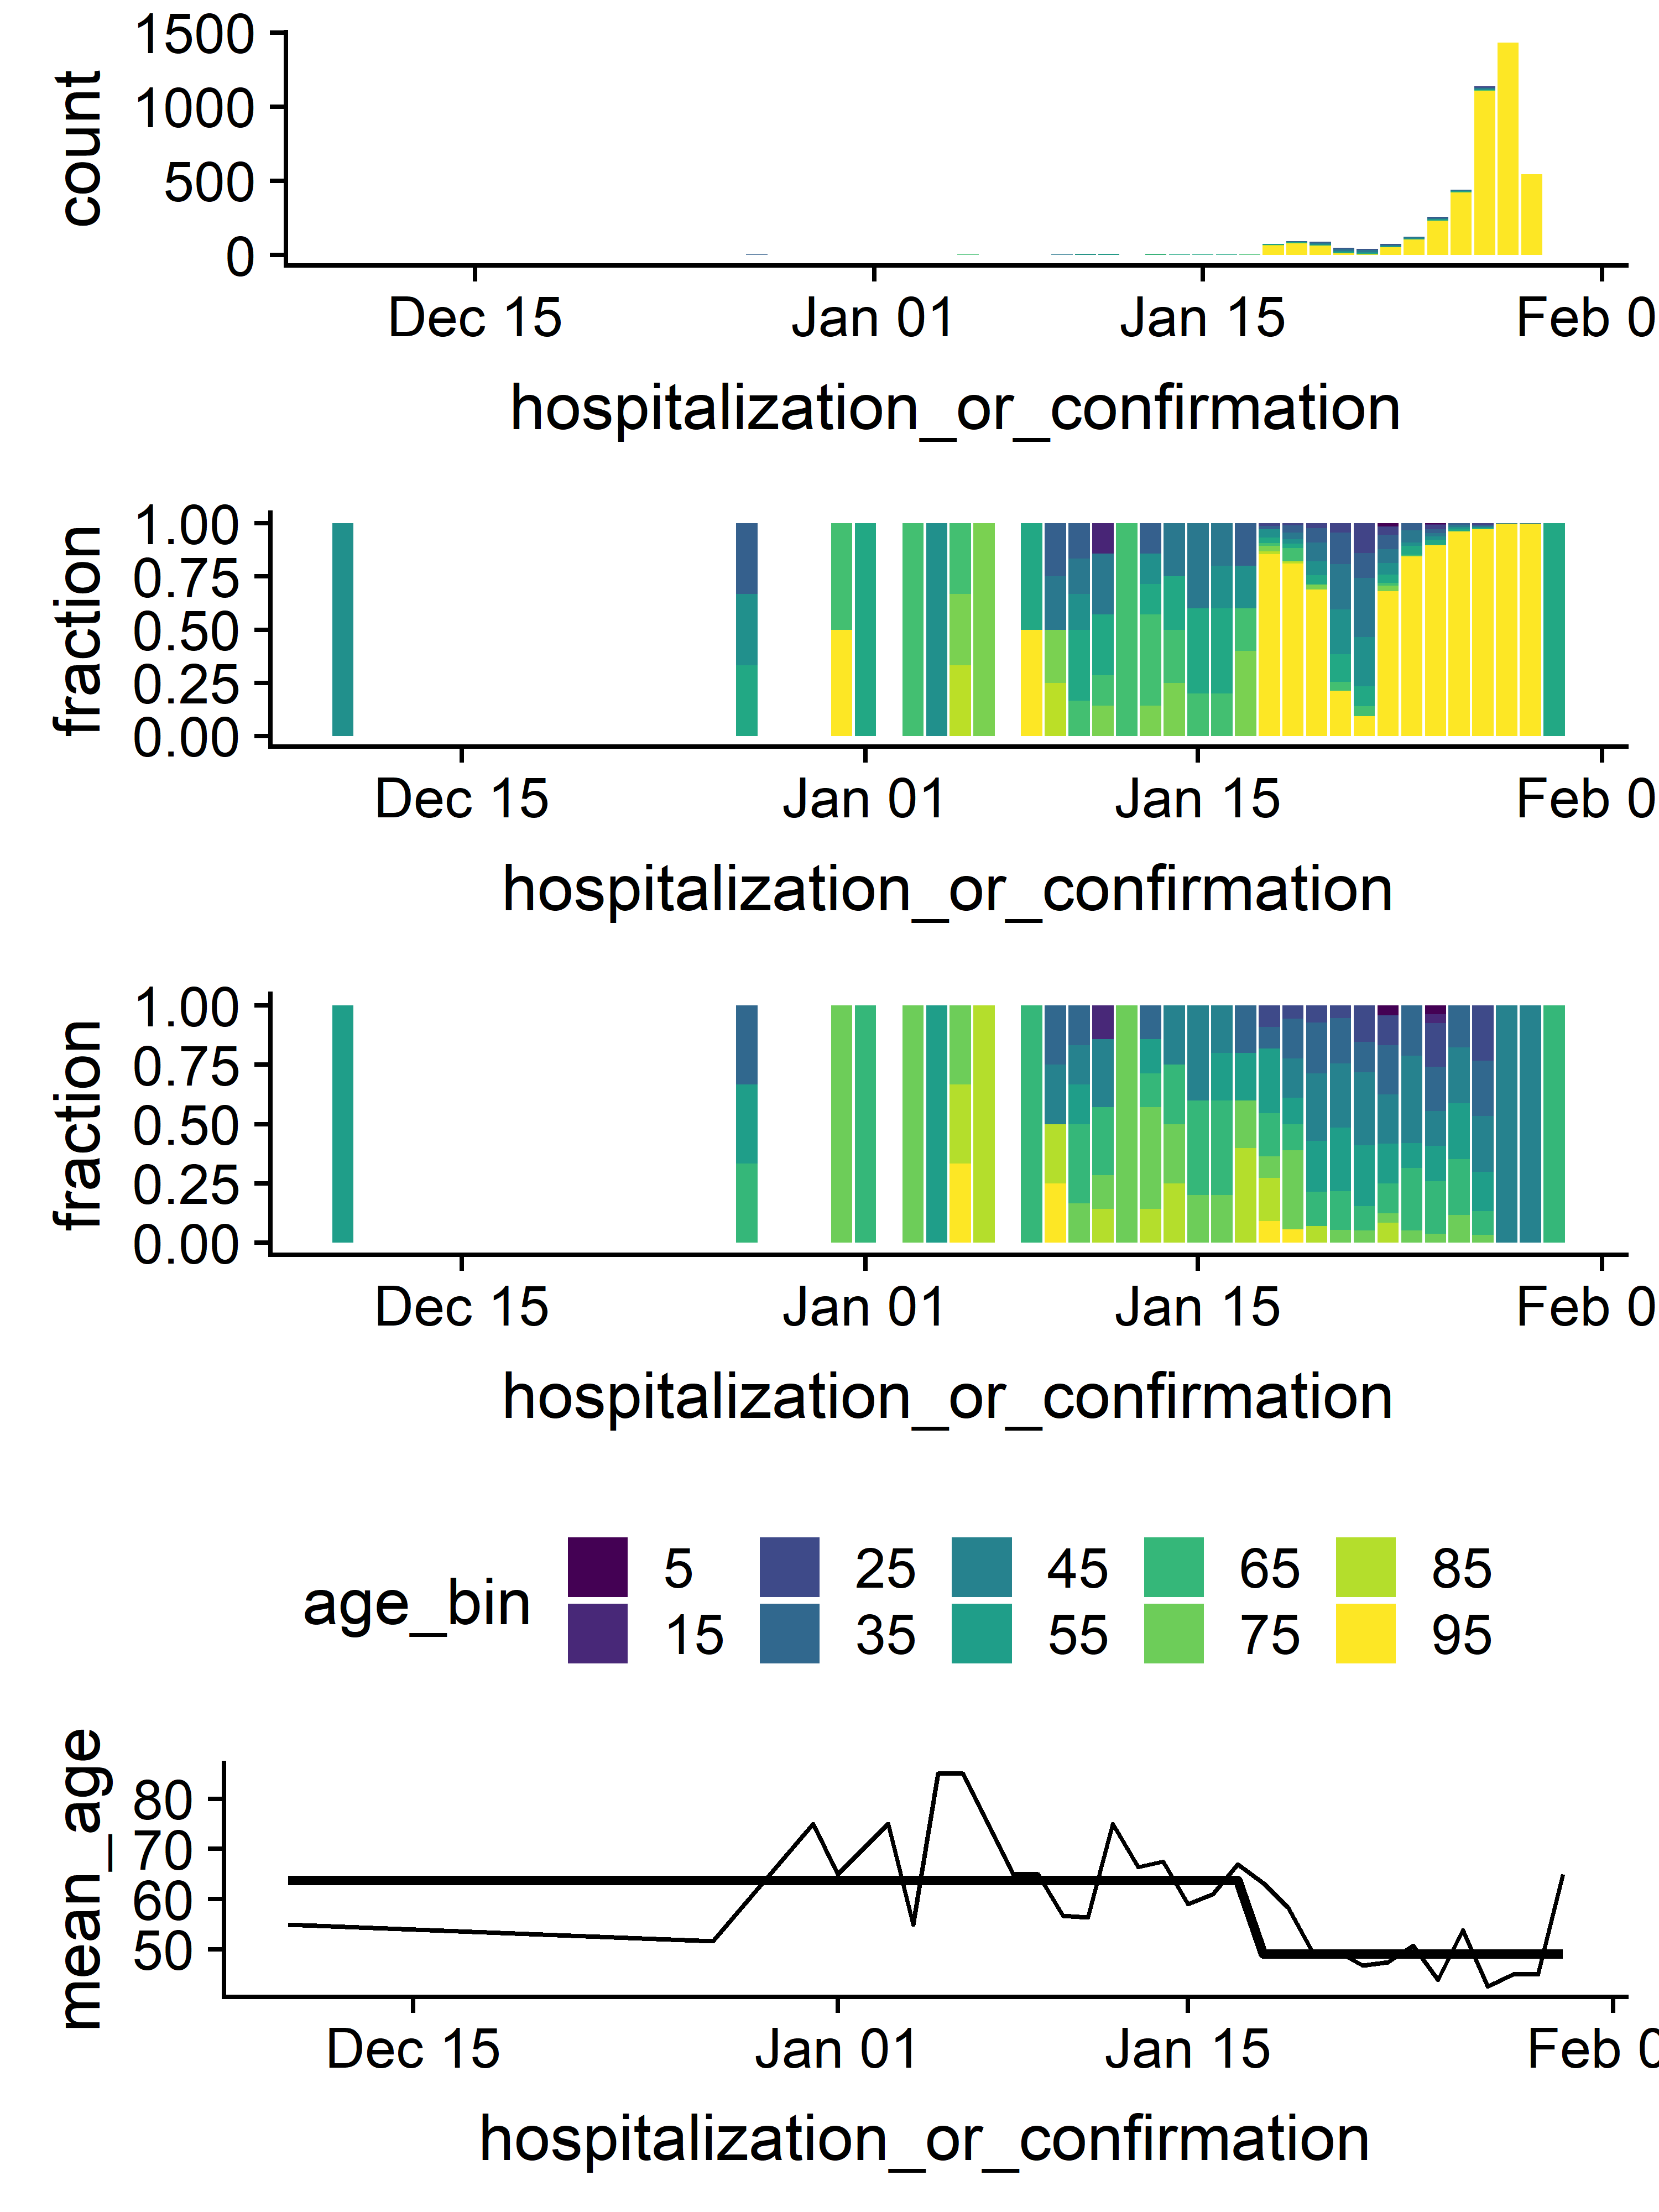 count
1500
1000
500
0
Dec 15 Jan 01 Jan 15 Feb 0
hospitalization_or_confirmation
fraction
1.00
0.75
0.50
0.25
0.00
Dec 15 Jan 01 Jan 15 Feb 0
hospitalization_or_confirmation
fraction
1.00
0.75
0.50
0.25
0.00
Dec 15 Jan 01 Jan 15 Feb 0
hospitalization_or_confirmation
age_bin
5 25 45 65 85
15 35 55 75 95
mean_age
80
70
60
50
Dec 15 Jan 01 Jan 15 Feb 0
hospitalization_or_confirmation